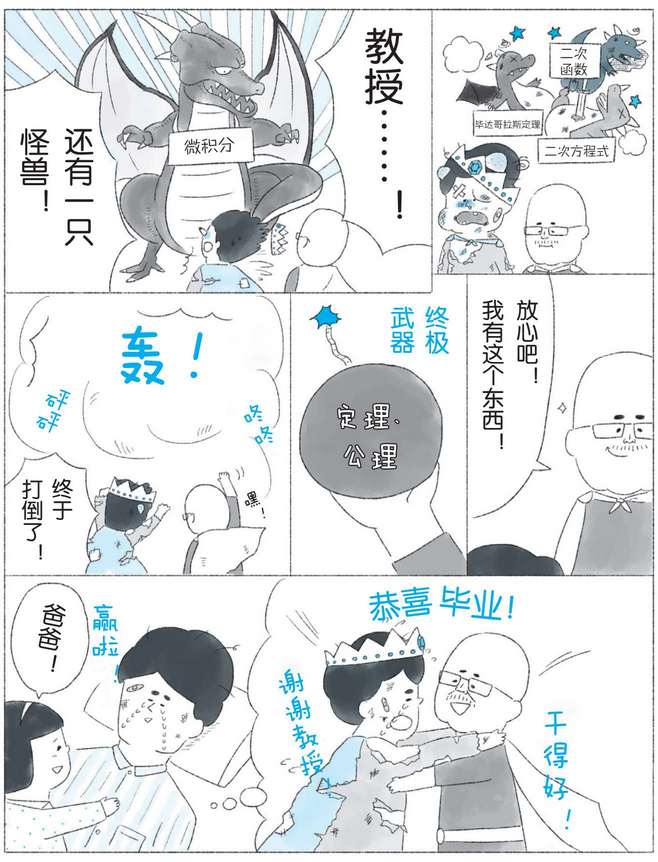 二次
函数
毕达哥拉斯定理
二次方程式
教授……！
微积分
还有一只
怪兽！
放心吧！
我有这个东西！
终极
武器
定理、
公理
轰！
砰
砰
咚
咚
嘿！
终于
打倒了！
恭喜毕业！
谢谢教授！
干得好！
赢啦！
爸爸！